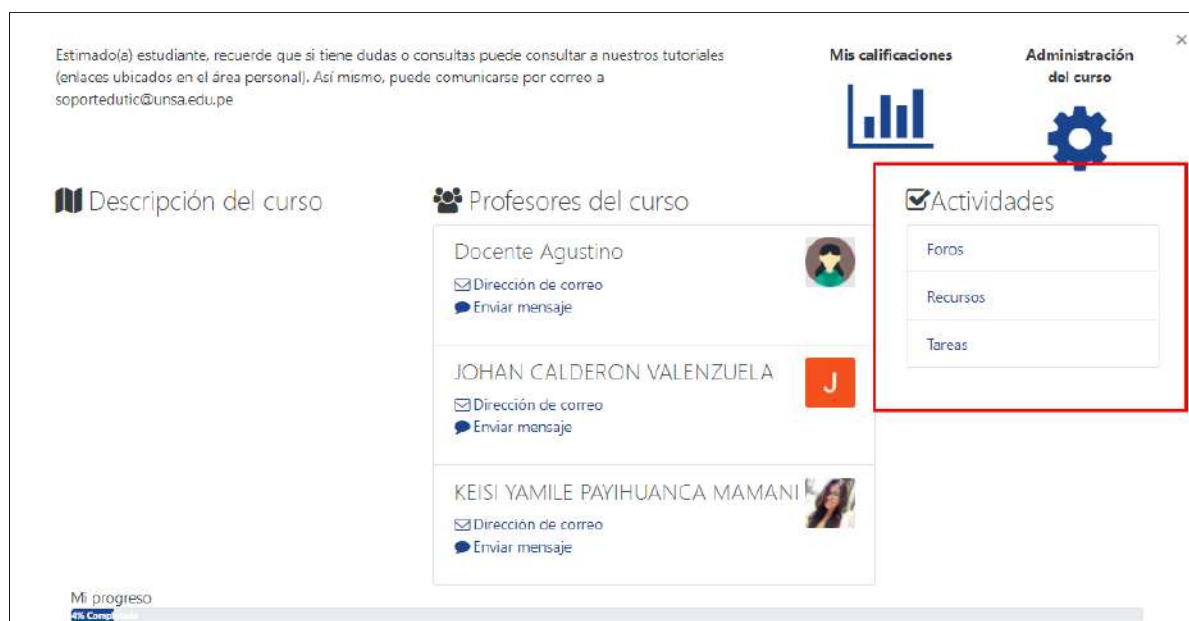 Estimado(a) estudiante, recuerde que si tiene dudas o consultas puede consultar a nuestros tutoriales
(enlaces ubicados en el área personal). Así mismo, puede comunicarse por correo a
soportedutic@unsa.edu.pe
Mis calificaciones
Administración
del curso
Descripción del curso
Profesores del curso
Docente Agustino
Dirección de correo
Enviar mensaje
JOHAN CALDERON VALENZUELA
J
Dirección de correo
Enviar mensaje
KEISI YAMILE PAYIHUANCA MAMANI
Dirección de correo
Enviar mensaje
Actividades
Foros
Recursos
Tareas
Mi progreso
4% Completado